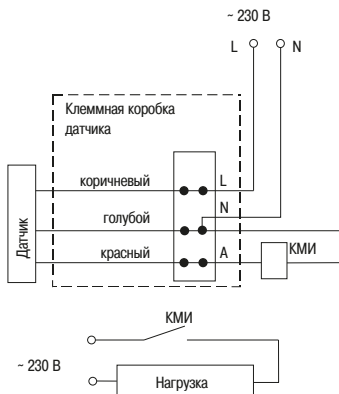 ~ 230 В
L N
Клеммная коробка
датчика
коричневый L
N
голубой
Датчик
красный A КМИ
КМИ
~ 230 В
Нагрузка